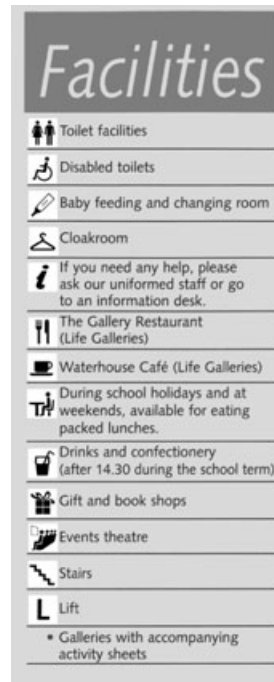 Facilities
Toilet facilities
Disabled toilets
Baby feeding and changing room
Cloakroom
i
If you need any help, please
ask our uniformed staff or go
to an information desk.
The Gallery Restaurant
(Life Galleries)
Waterhouse Café (Life Galleries)
During school holidays and at
weekends, available for eating
packed lunches.
Drinks and confectionery
(after 14.30 during the school term)
Gift and book shops
Events theatre
Stairs
L Lift
• Galleries with accompanying
activity sheets